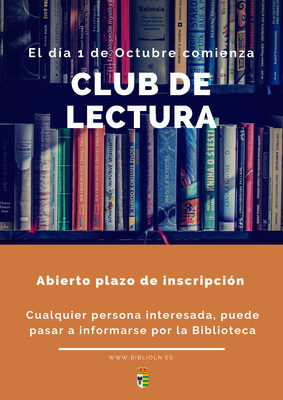 El día 1 de Octubre comienza
CLUB DE
LECTURA
Kalevala
Abierto plazo de inscripción
Cualquier persona interesada, puede
pasar a informarse por la Biblioteca
WWW.BIBLIOLN.ES